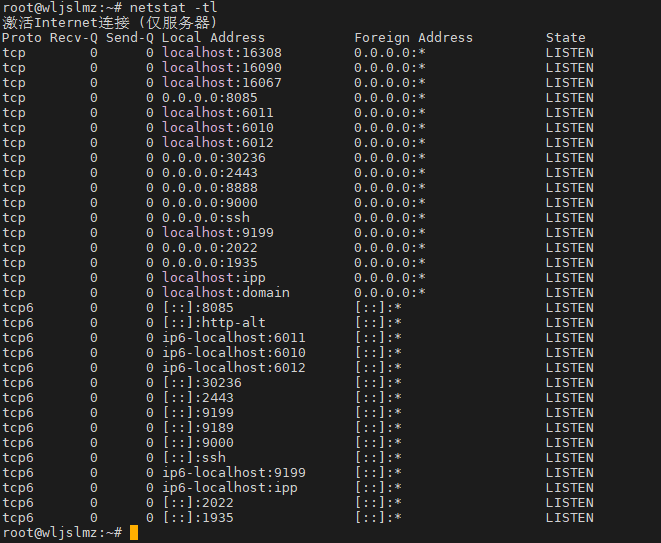 root@wljslmz:~# netstat -tl
激活Internet连接 (仅服务器)
Proto Recv-Q Send-Q Local Address           Foreign Address         State
tcp        0      0 localhost:16308         0.0.0.0:*               LISTEN
tcp        0      0 localhost:16090         0.0.0.0:*               LISTEN
tcp        0      0 localhost:16067         0.0.0.0:*               LISTEN
tcp        0      0 0.0.0.0:8085            0.0.0.0:*               LISTEN
tcp        0      0 localhost:6011          0.0.0.0:*               LISTEN
tcp        0      0 localhost:6010          0.0.0.0:*               LISTEN
tcp        0      0 localhost:6012          0.0.0.0:*               LISTEN
tcp        0      0 0.0.0.0:30236           0.0.0.0:*               LISTEN
tcp        0      0 0.0.0.0:2443            0.0.0.0:*               LISTEN
tcp        0      0 0.0.0.0:8888            0.0.0.0:*               LISTEN
tcp        0      0 0.0.0.0:9000            0.0.0.0:*               LISTEN
tcp        0      0 0.0.0.0:ssh             0.0.0.0:*               LISTEN
tcp        0      0 localhost:9199          0.0.0.0:*               LISTEN
tcp        0      0 0.0.0.0:2022            0.0.0.0:*               LISTEN
tcp        0      0 0.0.0.0:1935            0.0.0.0:*               LISTEN
tcp        0      0 localhost:ipp           0.0.0.0:*               LISTEN
tcp        0      0 localhost:domain        0.0.0.0:*               LISTEN
tcp6       0      0 [::]:8085               [::]:*                  LISTEN
tcp6       0      0 [::]:http-alt           [::]:*                  LISTEN
tcp6       0      0 ip6-localhost:6011      [::]:*                  LISTEN
tcp6       0      0 ip6-localhost:6010      [::]:*                  LISTEN
tcp6       0      0 ip6-localhost:6012      [::]:*                  LISTEN
tcp6       0      0 [::]:30236              [::]:*                  LISTEN
tcp6       0      0 [::]:2443               [::]:*                  LISTEN
tcp6       0      0 [::]:9199               [::]:*                  LISTEN
tcp6       0      0 [::]:9189               [::]:*                  LISTEN
tcp6       0      0 [::]:9000               [::]:*                  LISTEN
tcp6       0      0 [::]:ssh                [::]:*                  LISTEN
tcp6       0      0 ip6-localhost:9199      [::]:*                  LISTEN
tcp6       0      0 ip6-localhost:ipp       [::]:*                  LISTEN
tcp6       0      0 [::]:2022               [::]:*                  LISTEN
tcp6       0      0 [::]:1935               [::]:*                  LISTEN
root@wljslmz:~#